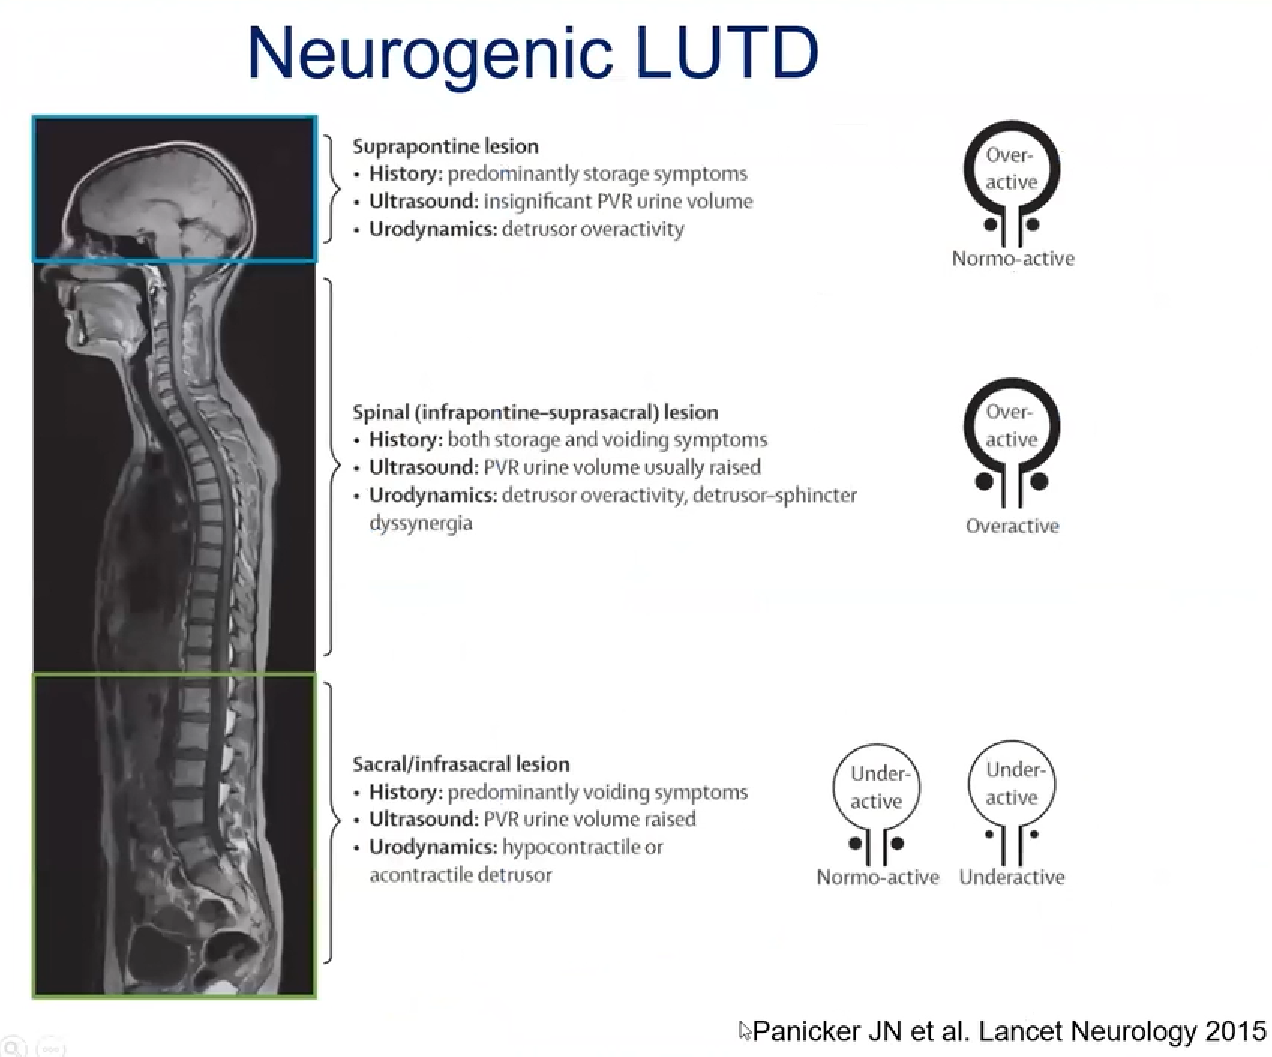 Neurogenic LUTD
Suprapontine lesion
• History: predominantly storage symptoms
• Ultrasound: insignificant PVR urine volume
• Urodynamics: detrusor overactivity
Over-
active
Normo-active
Spinal (infrapontine–suprasacral) lesion
• History: both storage and voiding symptoms
• Ultrasound: PVR urine volume usually raised
• Urodynamics: detrusor overactivity, detrusor–sphincter
dyssynergia
Over-
active
Overactive
Sacral/infrasacral lesion
• History: predominantly voiding symptoms
• Ultrasound: PVR urine volume raised
• Urodynamics: hypocontractile or
acontractile detrusor
Under-
active
Normo-active
Under-
active
Underactive
Panicker JN et al. Lancet Neurology 2015